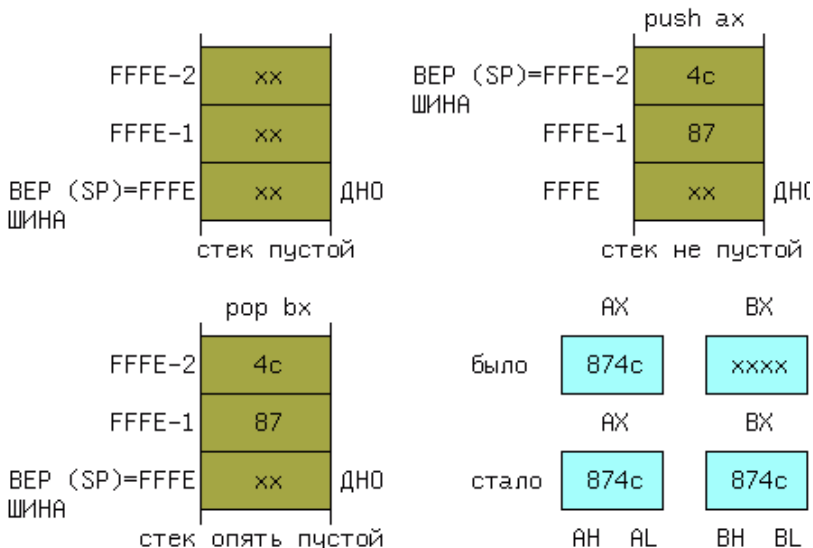 FFFE-2 xx
FFFE-1 xx
ВЕР (SP)=FFFE xx ДНО
ШИНА
стек пустой
push ax
ВЕР (SP)=FFFE-2 4c
ШИНА
FFFE-1 87
FFFE xx ДНО
стек не пустой
pop bx
FFFE-2 4c
FFFE-1 87
ВЕР (SP)=FFFE xx ДНО
ШИНА
стек опять пустой
AX BX
было 874c xxxx
AX BX
стало 874c 874c
AH AL BH BL